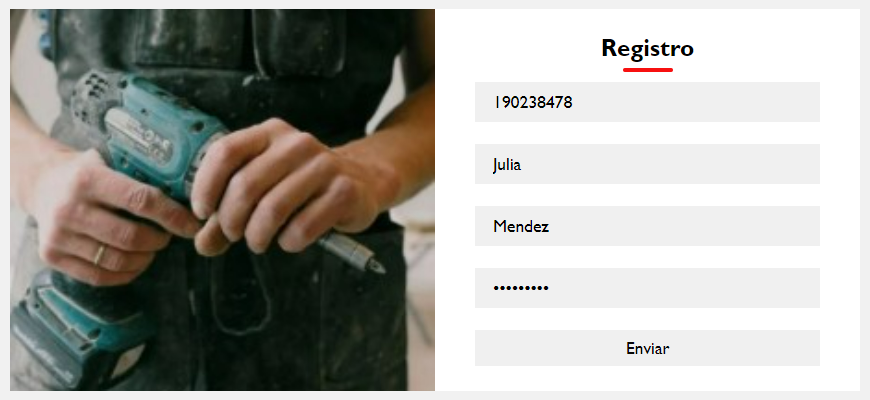 Registro
190238478
Julia
Mendez
•••••••••
Enviar